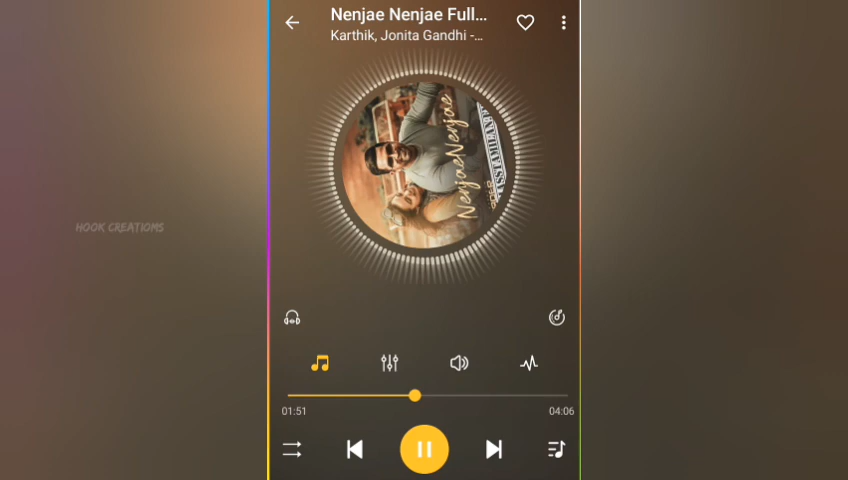 Nenjae Nenjae Full...
Karthik, Jonita Gandhi -...
NenjaeNenjae
HOOK CREATIONS
01:51
04:06